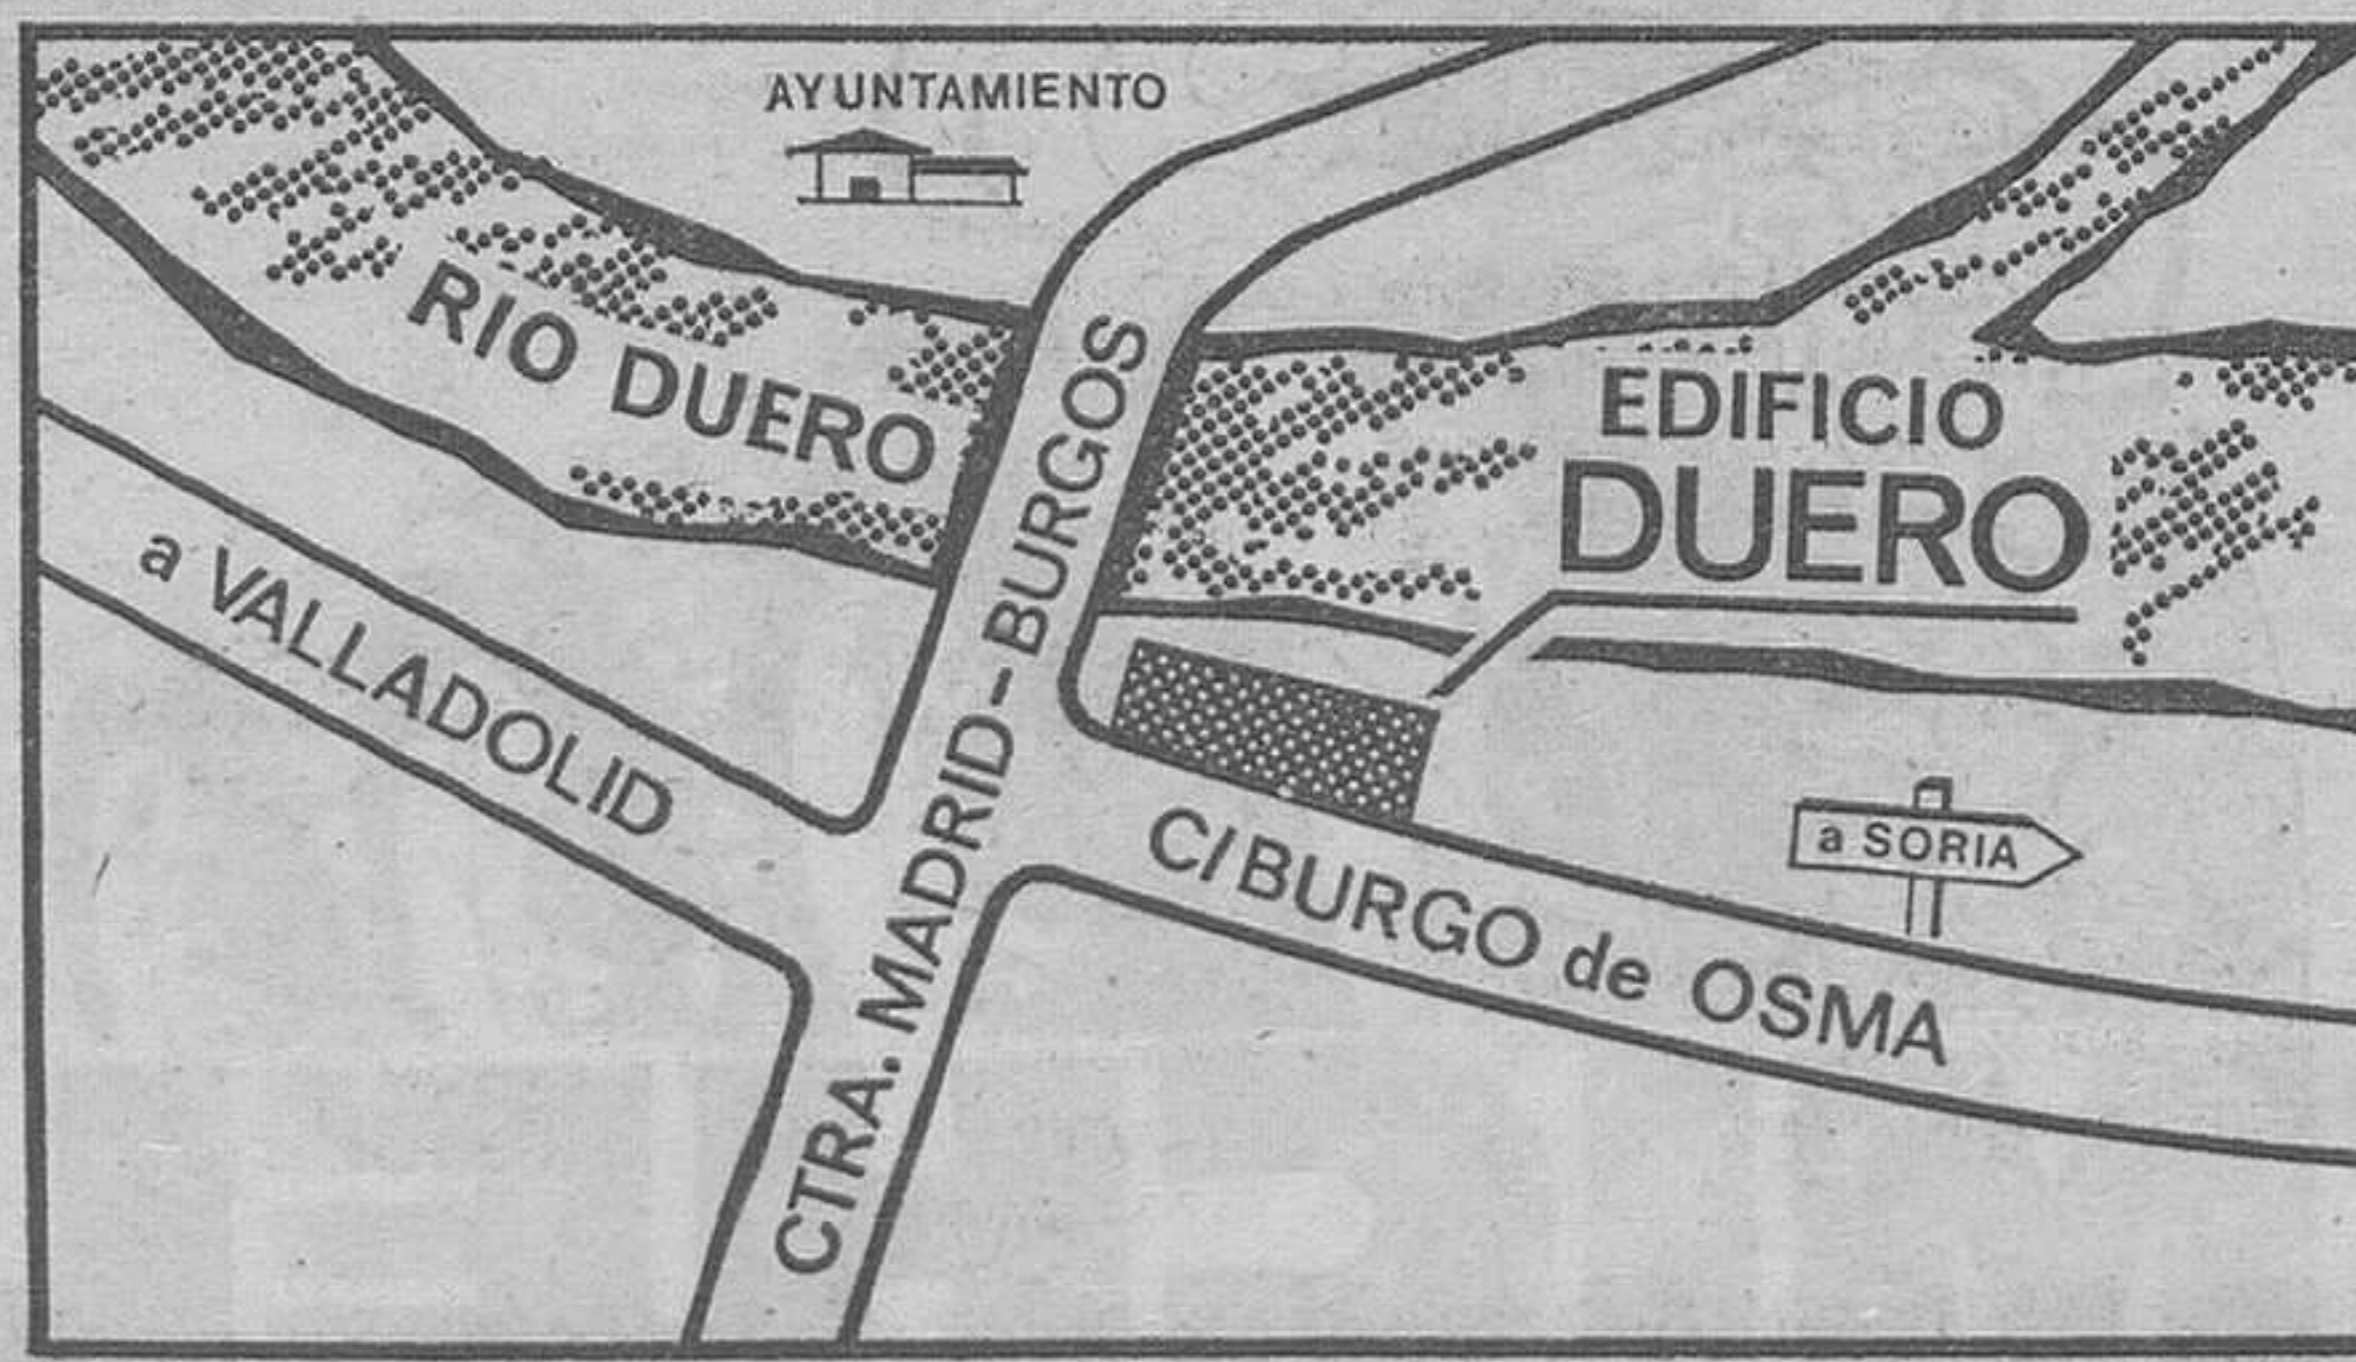 AYUNTAMIENTO
RIO DUERO
EDIFICIO
DUERO
a VALLADOLID
CTRA. MADRID-BURGOS
C/BURGO de OSMA
a SORIA